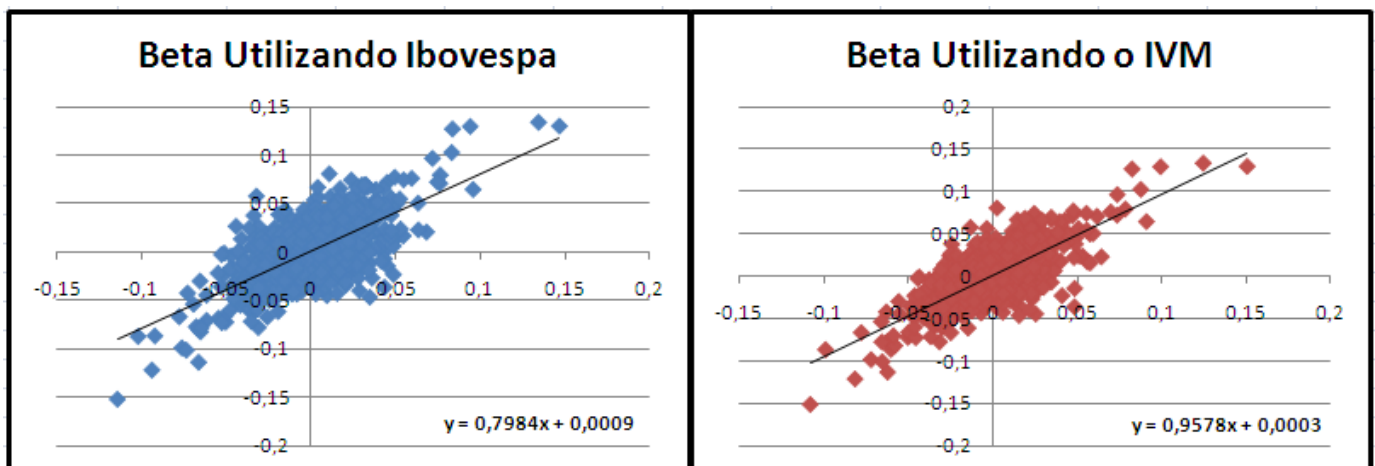 Beta Utilizando Ibovespa
0,15
0,1
0,05
0
-0,15 -0,1 -0,05 0 0,05 0,1 0,15 0,2
-0,05
-0,1
-0,15
-0,2
y = 0,7984x + 0,0009
Beta Utilizando o IVM
0,2
0,15
0,1
0,05
0
-0,15 -0,1 -0,05 0 0,05 0,1 0,15 0,2
-0,05
-0,1
-0,15
-0,2
y = 0,9578x + 0,0003